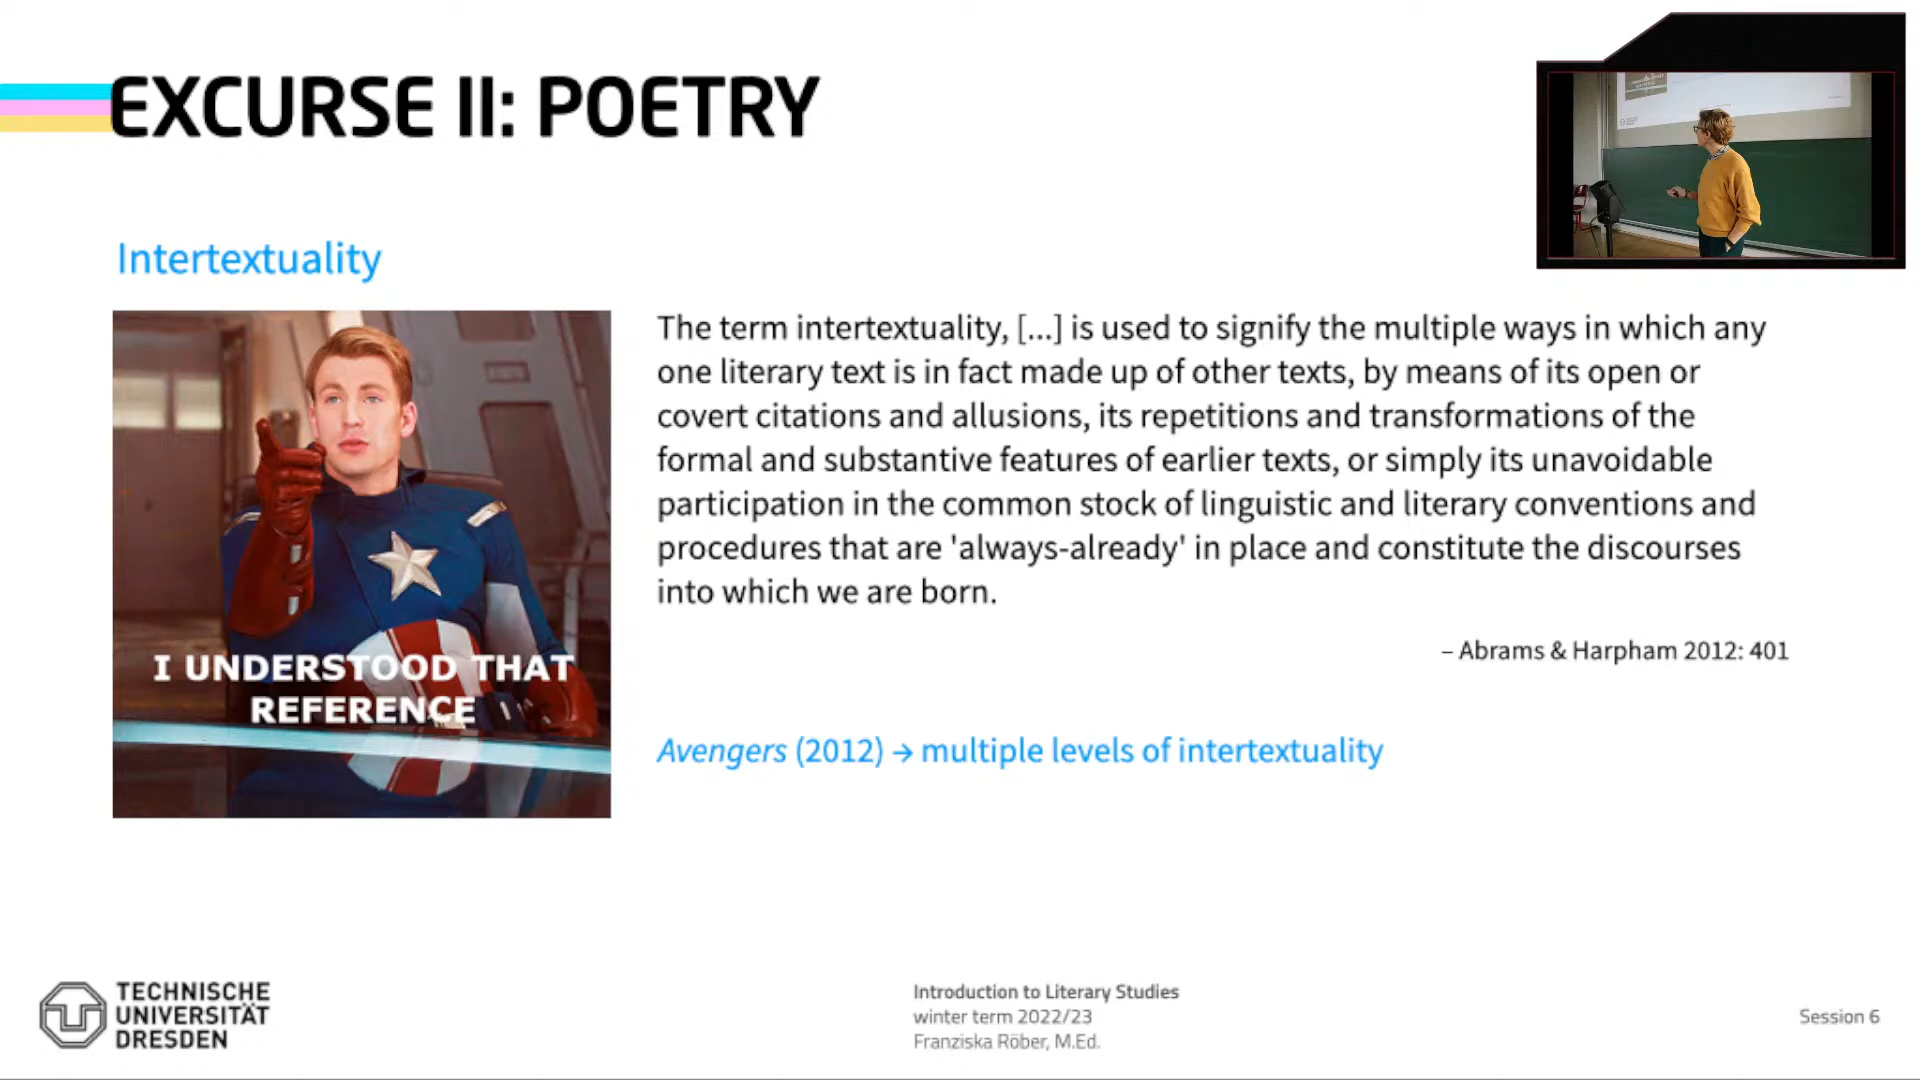 EXCURSE II: POETRY
Intertextuality
I UNDERSTOOD THAT
REFERENCE
The term intertextuality, [...] is used to signify the multiple ways in which any
one literary text is in fact made up of other texts, by means of its open or
covert citations and allusions, its repetitions and transformations of the
formal and substantive features of earlier texts, or simply its unavoidable
participation in the common stock of linguistic and literary conventions and
procedures that are 'always-already' in place and constitute the discourses
into which we are born.
– Abrams & Harpham 2012: 401
Avengers (2012) → multiple levels of intertextuality
TECHNISCHE
UNIVERSITÄT
DRESDEN
Introduction to Literary Studies
winter term 2022/23
Franziska Röber, M.Ed.
Session 6